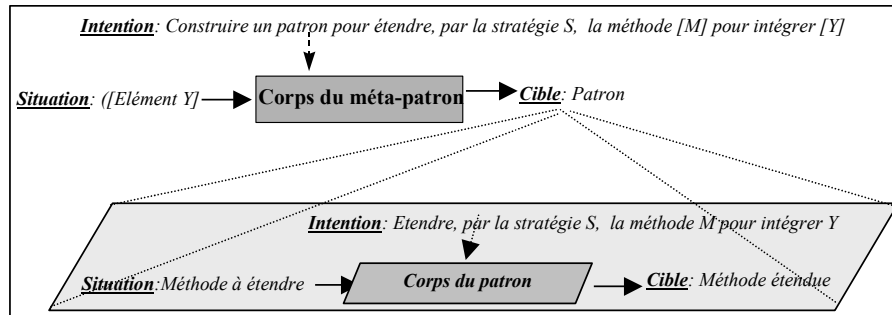 Intention: Construire un patron pour étendre, par la stratégie S, la méthode [M] pour intégrer [Y]
Situation: ([Elément Y] Corps du méta-patron Cible: Patron
Intention: Etendre, par la stratégie S, la méthode M pour intégrer Y
Situation:Méthode à étendre Corps du patron Cible: Méthode étendue